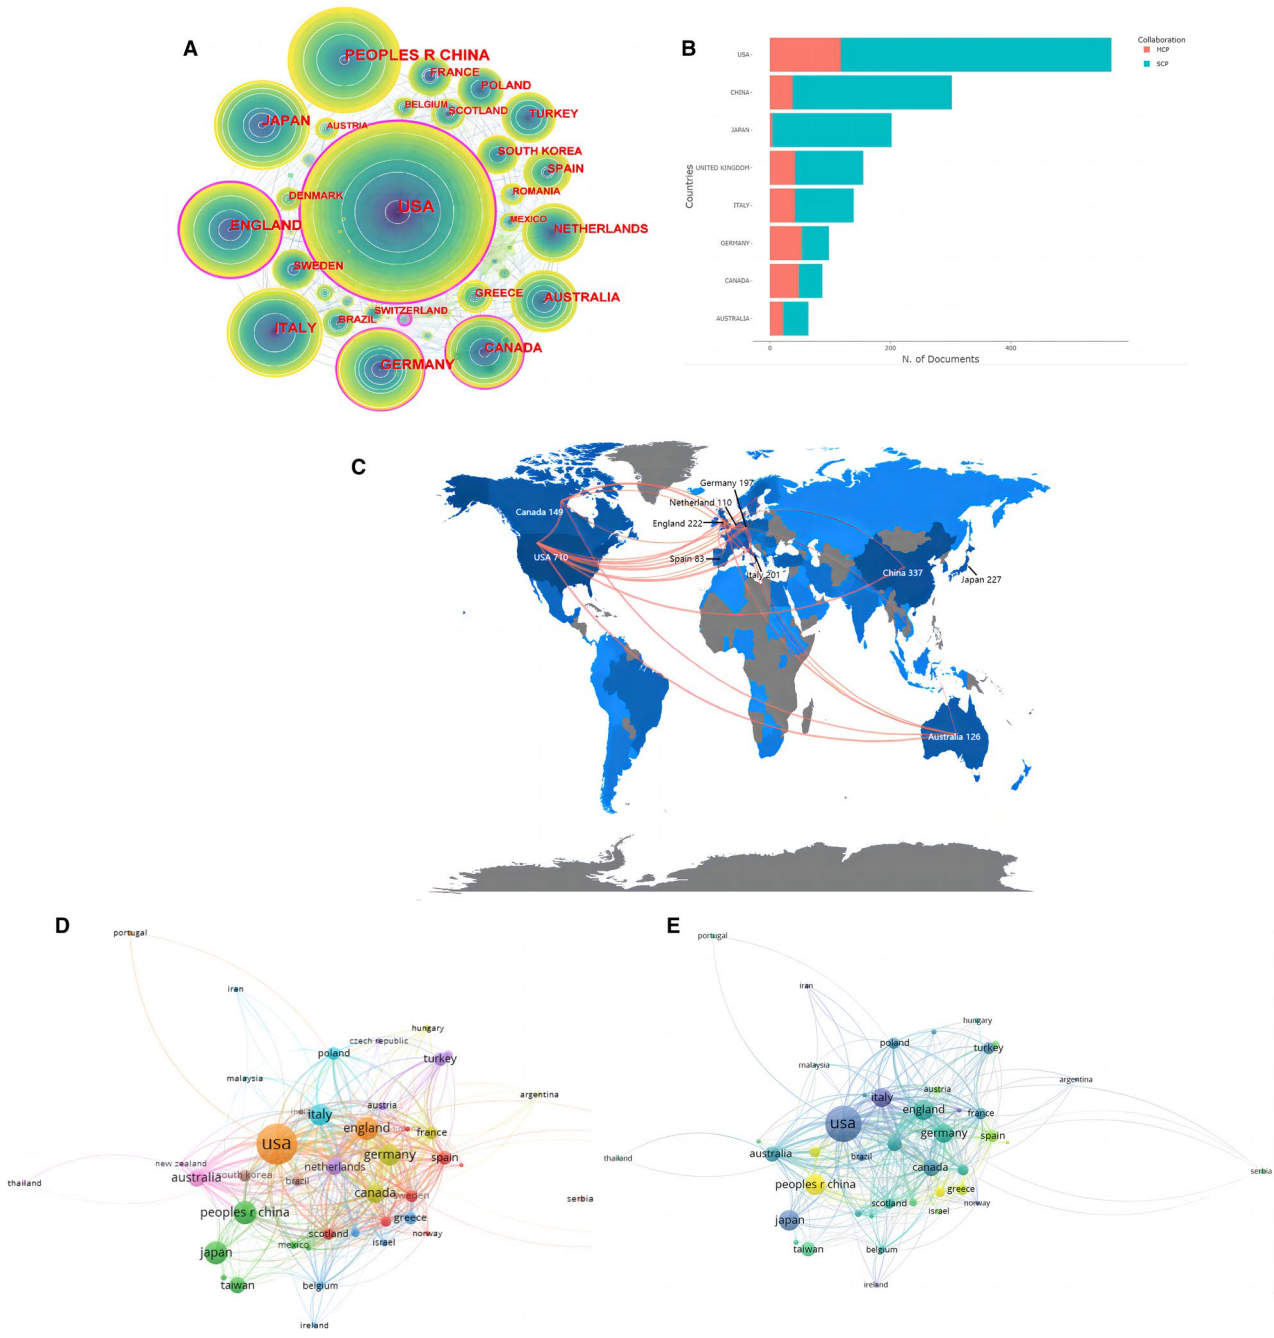 A
PEOPLES R CHINA
FRANCE
POLAND
BELGIUM
SCOTLAND
TURKEY
JAPAN
AUSTRIA
SOUTH KOREA
SPAIN
DENMARK
ROMANIA
USA
MEXICO
ENGLAND
NETHERLANDS
SWEDEN
GREECE
AUSTRALIA
SWITZERLAND
BRAZIL
ITALY
CANADA
GERMANY
B
Collaboration
MCP
SCP
Countries
USA
CHINA
JAPAN
UNITED KINGDOM
ITALY
GERMANY
CANADA
AUSTRALIA
0 200 400
N. of Documents
C
Germany 197
Netherland 110
Canada 149
England 222
USA 710
Spain 83
Italy 201
China 337
Japan 227
Australia 126
D
portugal
iran
hungary
czech republic
poland
turkey
malaysia
argentina
austria
italy
england
france
usa
germany
spain
new zealand
netherlands
australia
south korea
brazil
thailand
canada
sweden
serbia
peoples r china
greece
scotland
norway
mexico
israel
japan
taiwan
belgium
ireland
E
portugal
iran
hungary
poland
turkey
malaysia
argentina
austria
italy
england
france
usa
germany
spain
australia
brazil
thailand
canada
serbia
peoples r china
greece
scotland
norway
israel
japan
taiwan
belgium
ireland